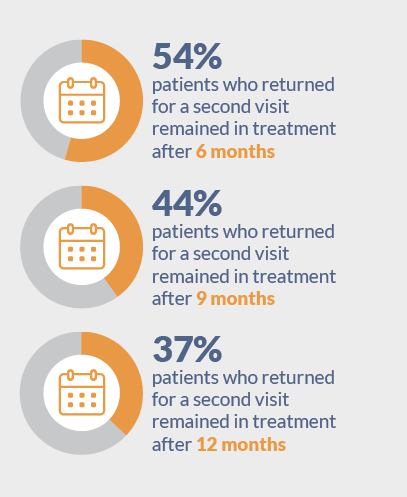 54%
patients who returned
for a second visit
remained in treatment
after 6 months
44%
patients who returned
for a second visit
remained in treatment
after 9 months
37%
patients who returned
for a second visit
remained in treatment
after 12 months